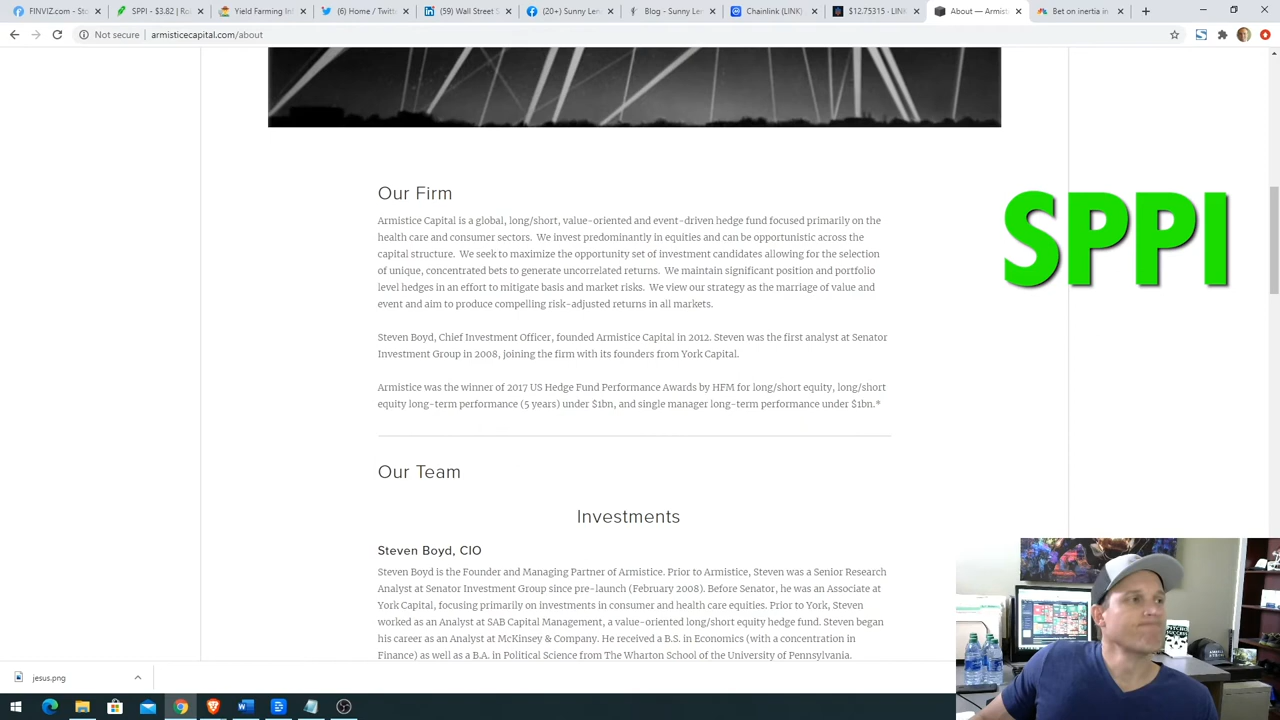 FINVIZ.com - Sto
SPPI - $3.82 | Ro
Yield Farming Inf
(6) Home / Twitt
(59) Wall Street S
(20+) Sunny Len
Blog - Sunny Le
Chainlink (LINK)
$12.75315 - LINK
About — Armist
Bet on inertia in
Not secure
armisticecapital.com/about
Our Firm
Armistice Capital is a global, long/short, value-oriented and event-driven hedge fund focused primarily on the
health care and consumer sectors. We invest predominantly in equities and can be opportunistic across the
capital structure. We seek to maximize the opportunity set of investment candidates allowing for the selection
of unique, concentrated bets to generate uncorrelated returns. We maintain significant position and portfolio
level hedges in an effort to mitigate basis and market risks. We view our strategy as the marriage of value and
event and aim to produce compelling risk-adjusted returns in all markets.
Steven Boyd, Chief Investment Officer, founded Armistice Capital in 2012. Steven was the first analyst at Senator
Investment Group in 2008, joining the firm with its founders from York Capital.
Armistice was the winner of 2017 US Hedge Fund Performance Awards by HFM for long/short equity, long/short
equity long-term performance (5 years) under $1bn, and single manager long-term performance under $1bn.*
SPPI
Our Team
Investments
Steven Boyd, CIO
Steven Boyd is the Founder and Managing Partner of Armistice. Prior to Armistice, Steven was a Senior Research
Analyst at Senator Investment Group since pre-launch (February 2008). Before Senator, he was an Associate at
York Capital, focusing primarily on investments in consumer and health care equities. Prior to York, Steven
worked as an Analyst at SAB Capital Management, a value-oriented long/short equity hedge fund. Steven began
his career as an Analyst at McKinsey & Company. He received a B.S. in Economics (with a concentration in
Finance) as well as a B.A. in Political Science from The Wharton School of the University of Pennsylvania.
jesus.png